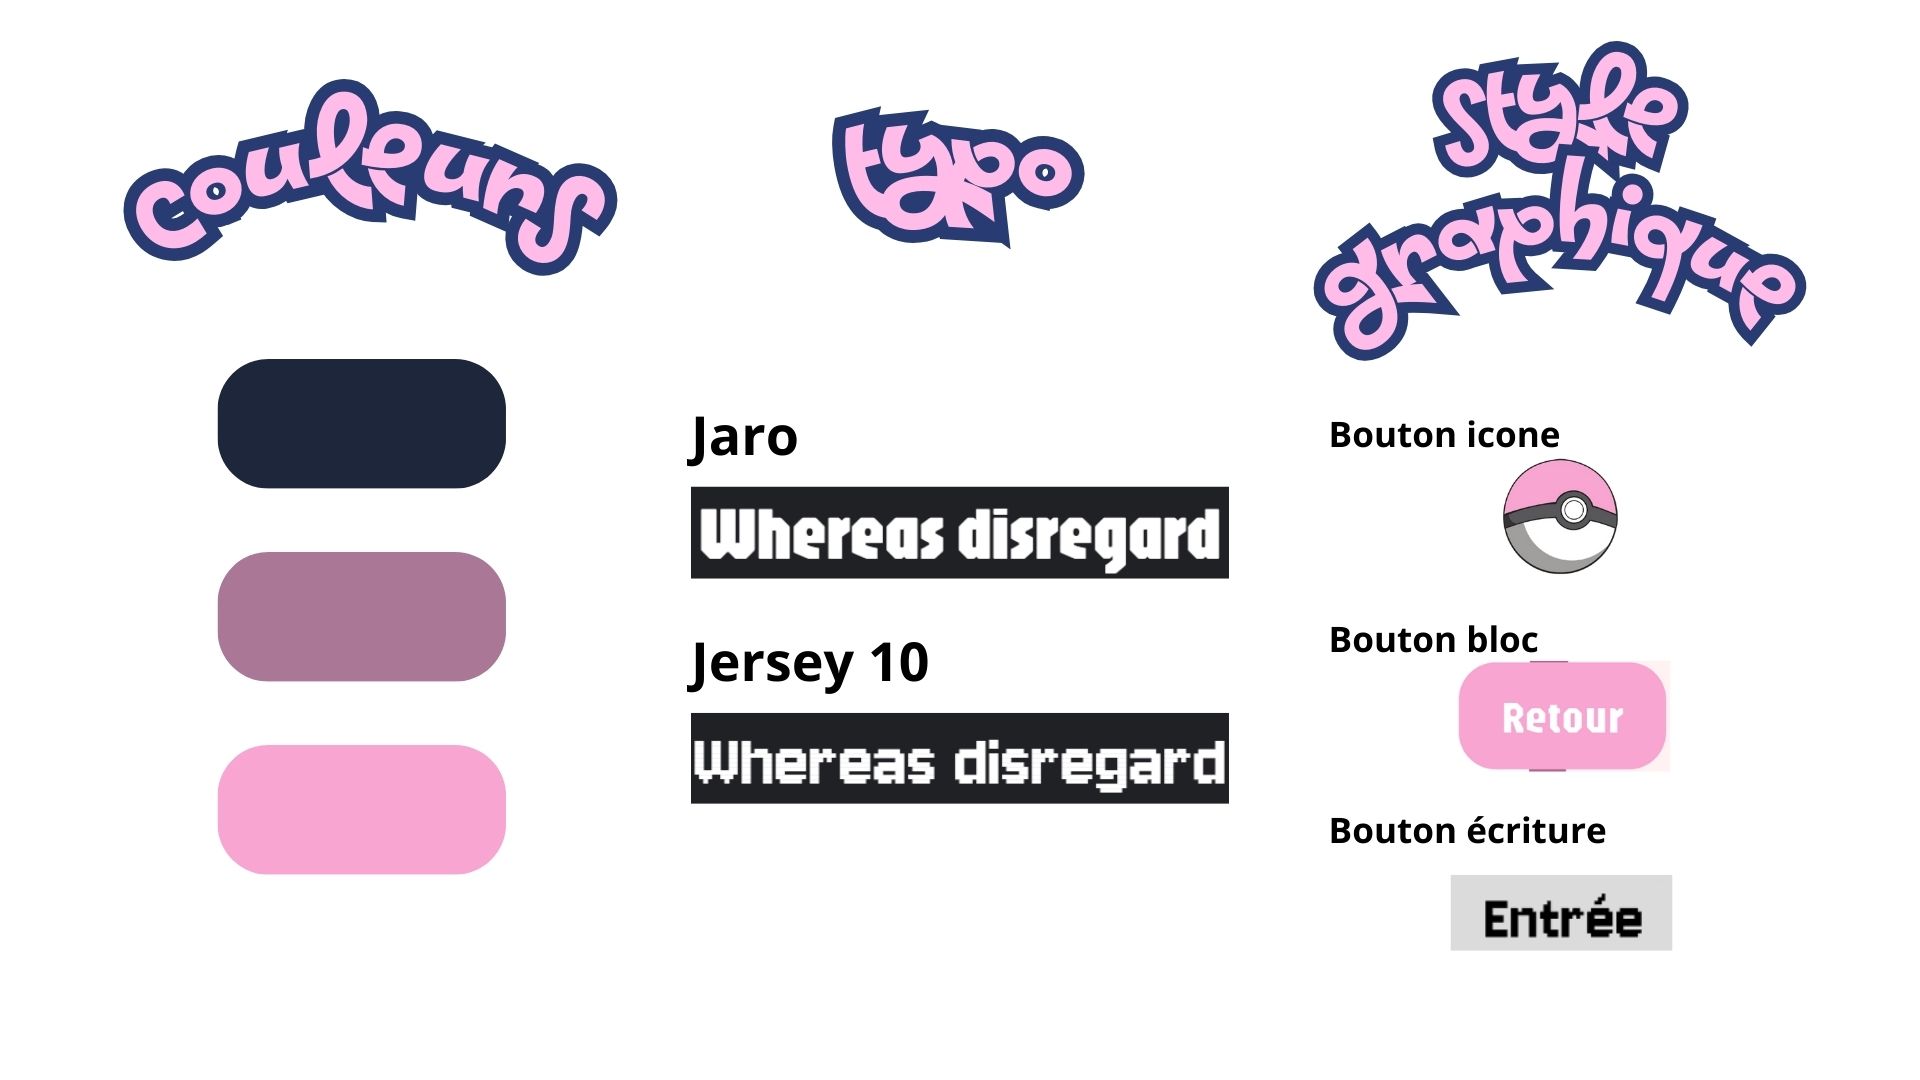 couleurs
typo
style
graphique
Jaro
Whereas disregard
Jersey 10
Whereas disregard
Bouton icone
Bouton bloc
Retour
Bouton écriture
Entrée